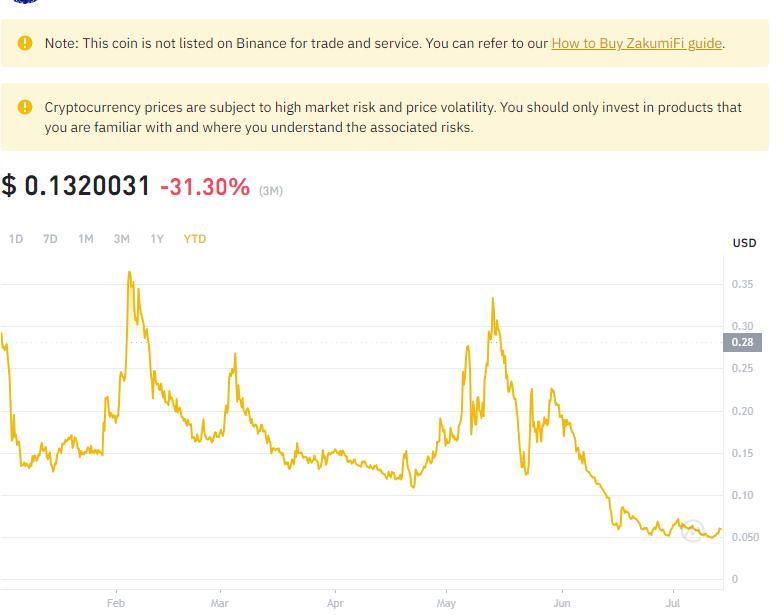 Note: This coin is not listed on Binance for trade and service. You can refer to our How to Buy ZakumiFi guide.
Cryptocurrency prices are subject to high market risk and price volatility. You should only invest in products that
you are familiar with and where you understand the associated risks.
$ 0.1320031 -31.30% (3M)
1D 7D 1M 3M 1Y YTD
USD
0.35
0.30
0.28
0.25
0.20
0.15
0.10
0.050
0
Feb Mar Apr May Jun Jul